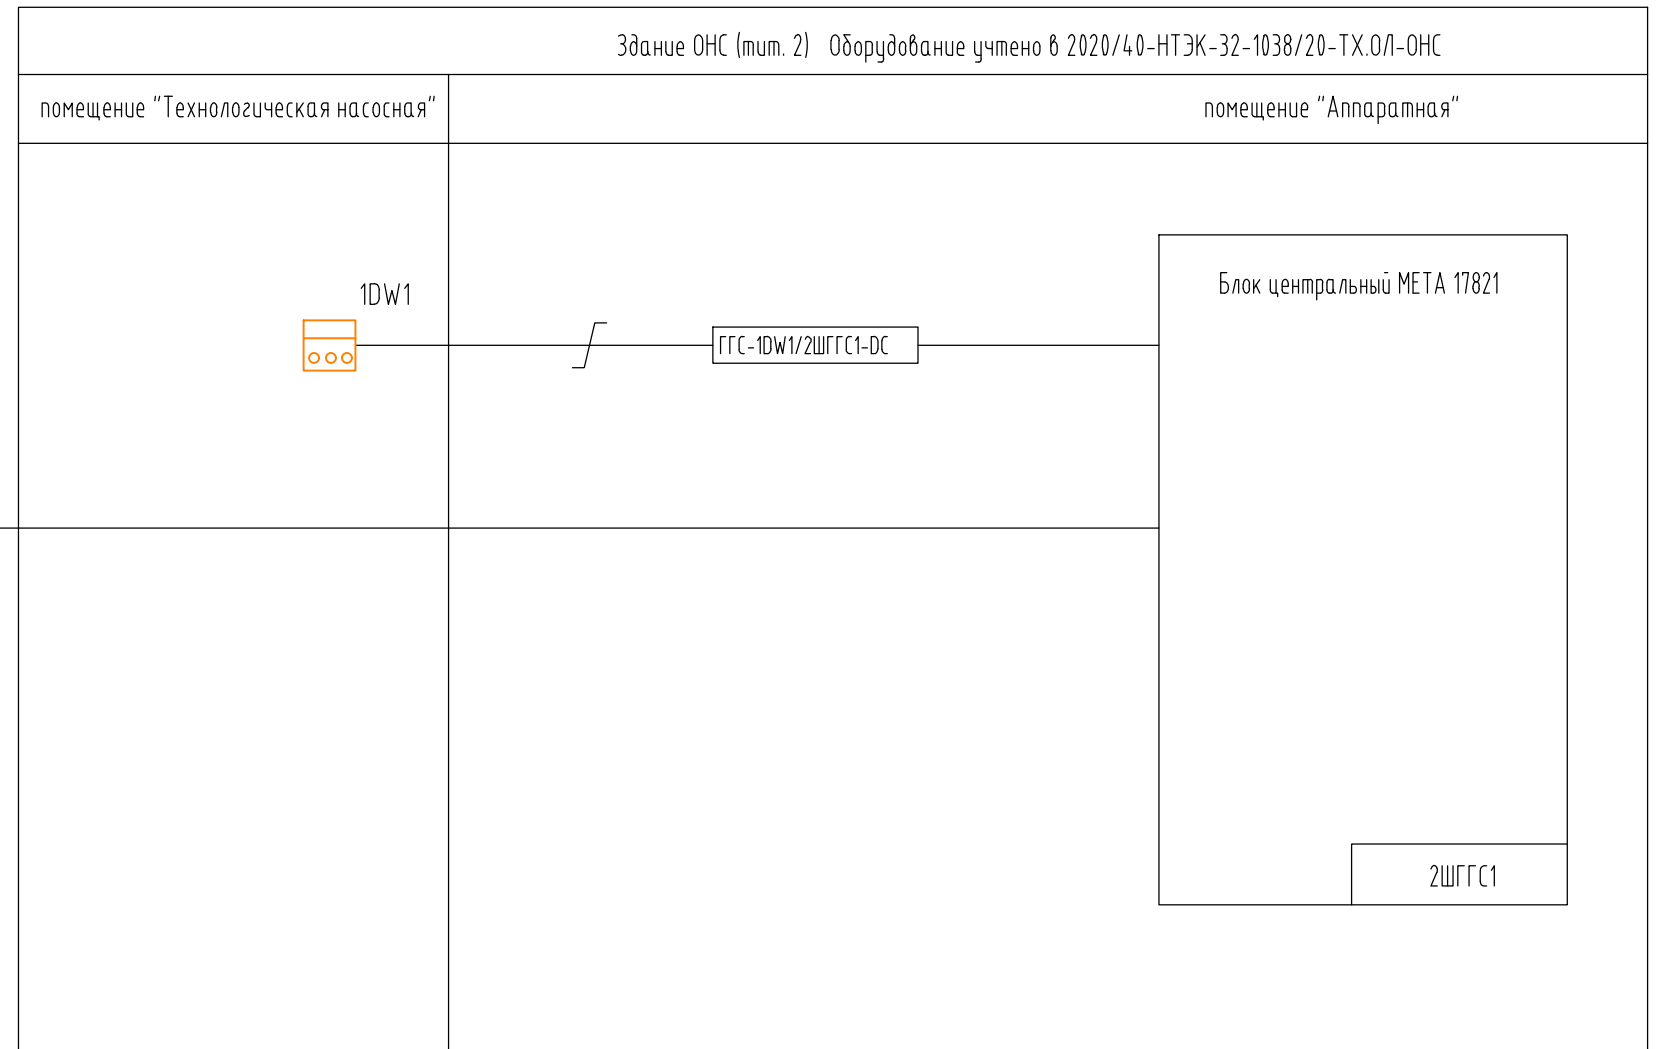 Здание ОНС (тит. 2) Оборудование учтено в 2020/40-НТЭК-32-1038/20-ТХ.ОЛ-ОНС
помещение "Технологическая насосная"
помещение "Аппаратная"
Блок центральный МЕТА 17821
1DW1
ГГС-1DW1/2ШГГС1-DC
2ШГГС1